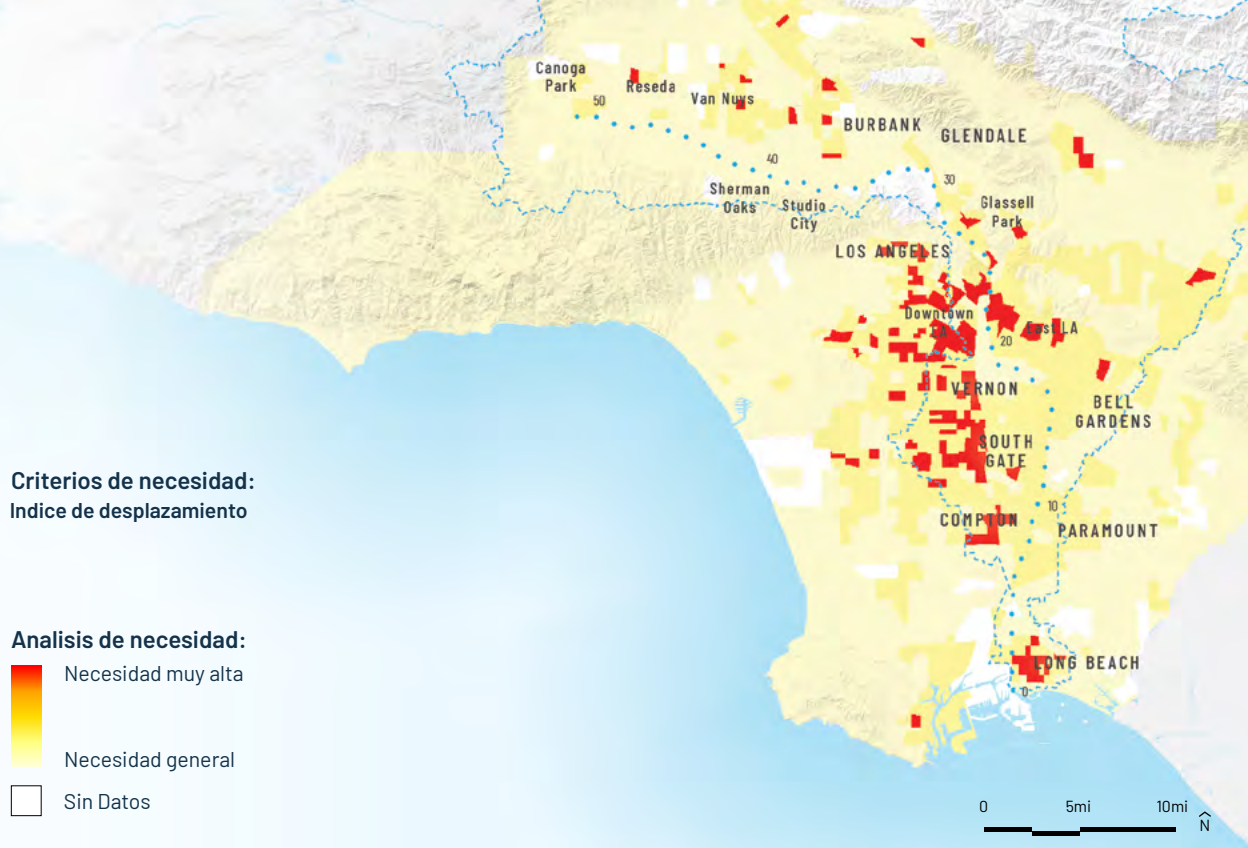 Canoga
Park
Reseda
Van Nuys
50
BURBANK
GLENDALE
40
30
Sherman
Oaks
Studio
City
Glassell
Park
LOS ANGELES
Downtown
LA
East LA
20
VERNON
BELL
GARDENS
SOUTH
GATE
10
COMPTON
PARAMOUNT
LONG BEACH
0
Criterios de necesidad:
Indice de desplazamiento
Analisis de necesidad:
Necesidad muy alta
Necesidad general
Sin Datos
0 5mi 10mi
N